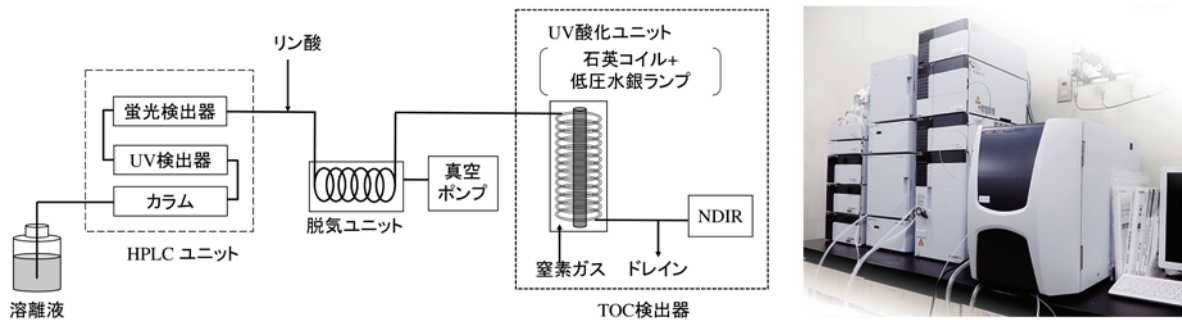 リン酸
蛍光検出器
UV検出器
カラム
HPLC ユニット
溶離液
脱気ユニット
真空
ポンプ
UV酸化ユニット
石英コイル+
低圧水銀ランプ
NDIR
窒素ガス
ドレイン
TOC検出器